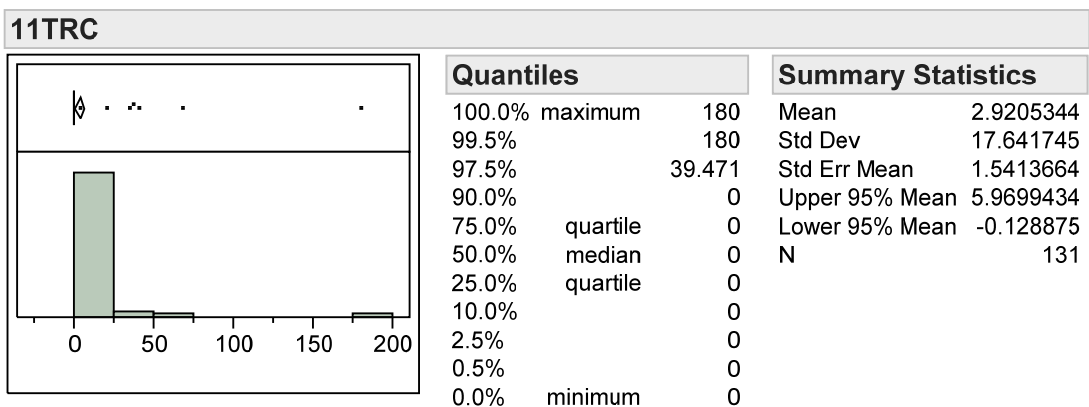 11TRC
0 50 100 150 200
Quantiles
100.0% maximum 180
99.5% 180
97.5% 39.471
90.0% 0
75.0% quartile 0
50.0% median 0
25.0% quartile 0
10.0% 0
2.5% 0
0.5% 0
0.0% minimum 0
Summary Statistics
Mean 2.9205344
Std Dev 17.641745
Std Err Mean 1.5413664
Upper 95% Mean 5.9699434
Lower 95% Mean -0.128875
N 131